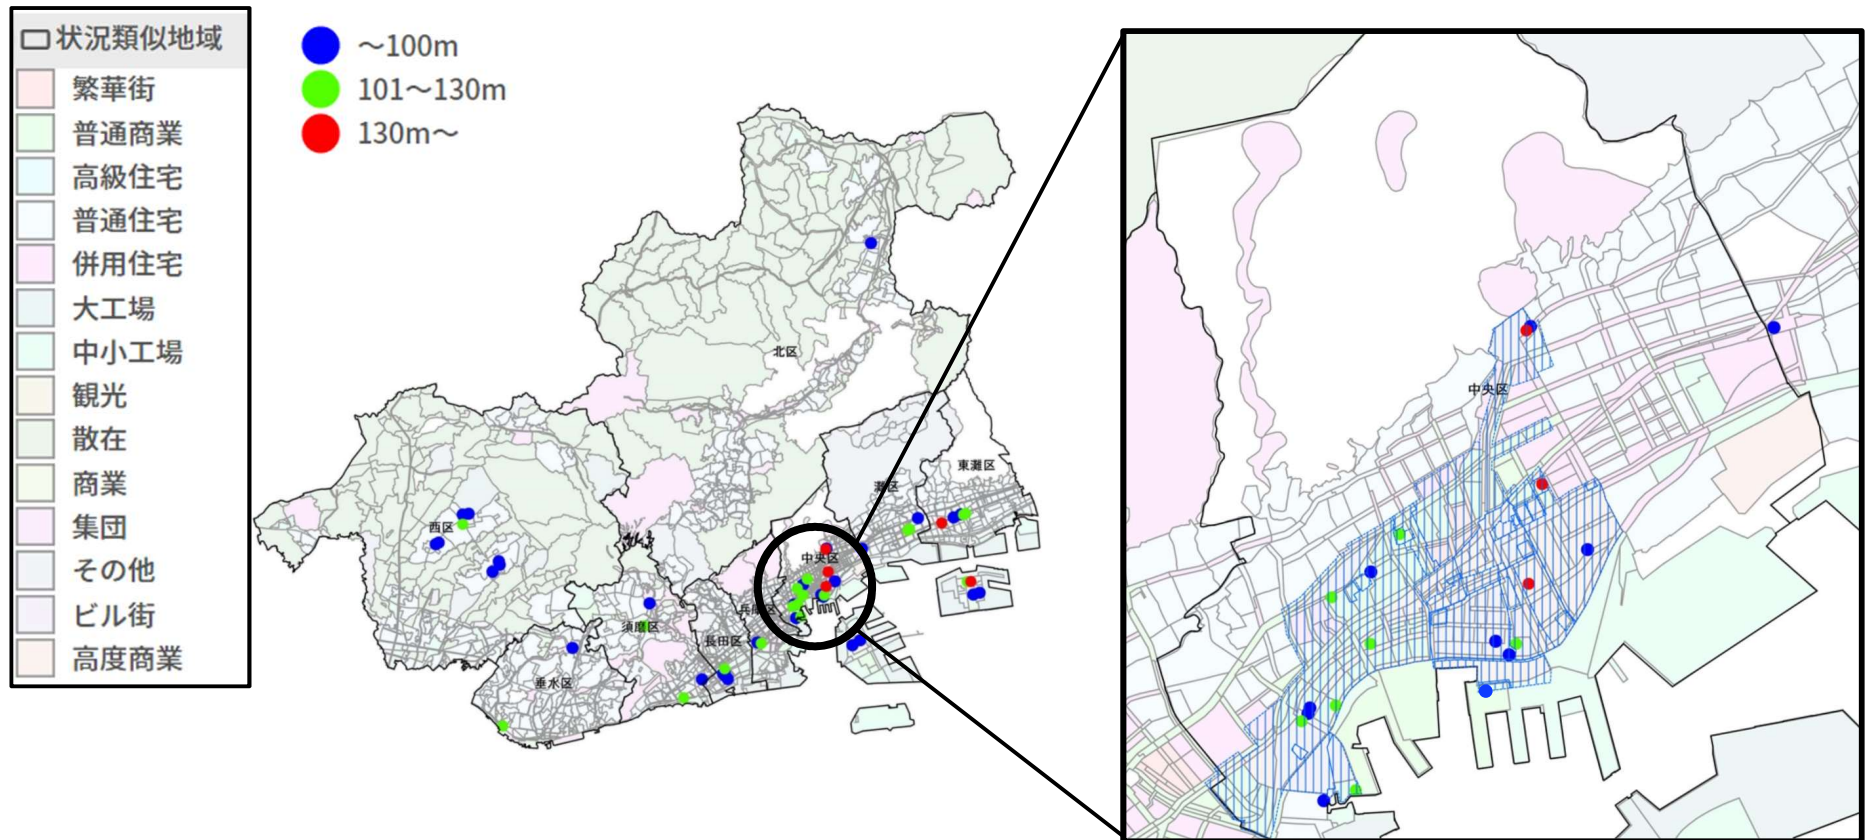 状況類似地域
繁華街
普通商業
高級住宅
普通住宅
併用住宅
大工場
中小工場
観光
散在
商業
集団
その他
ビル街
高度商業
～100m
101～130m
130m～
北区
東灘区
灘区
西区
中央区
兵庫区
須磨区
長田区
垂水区
中央区